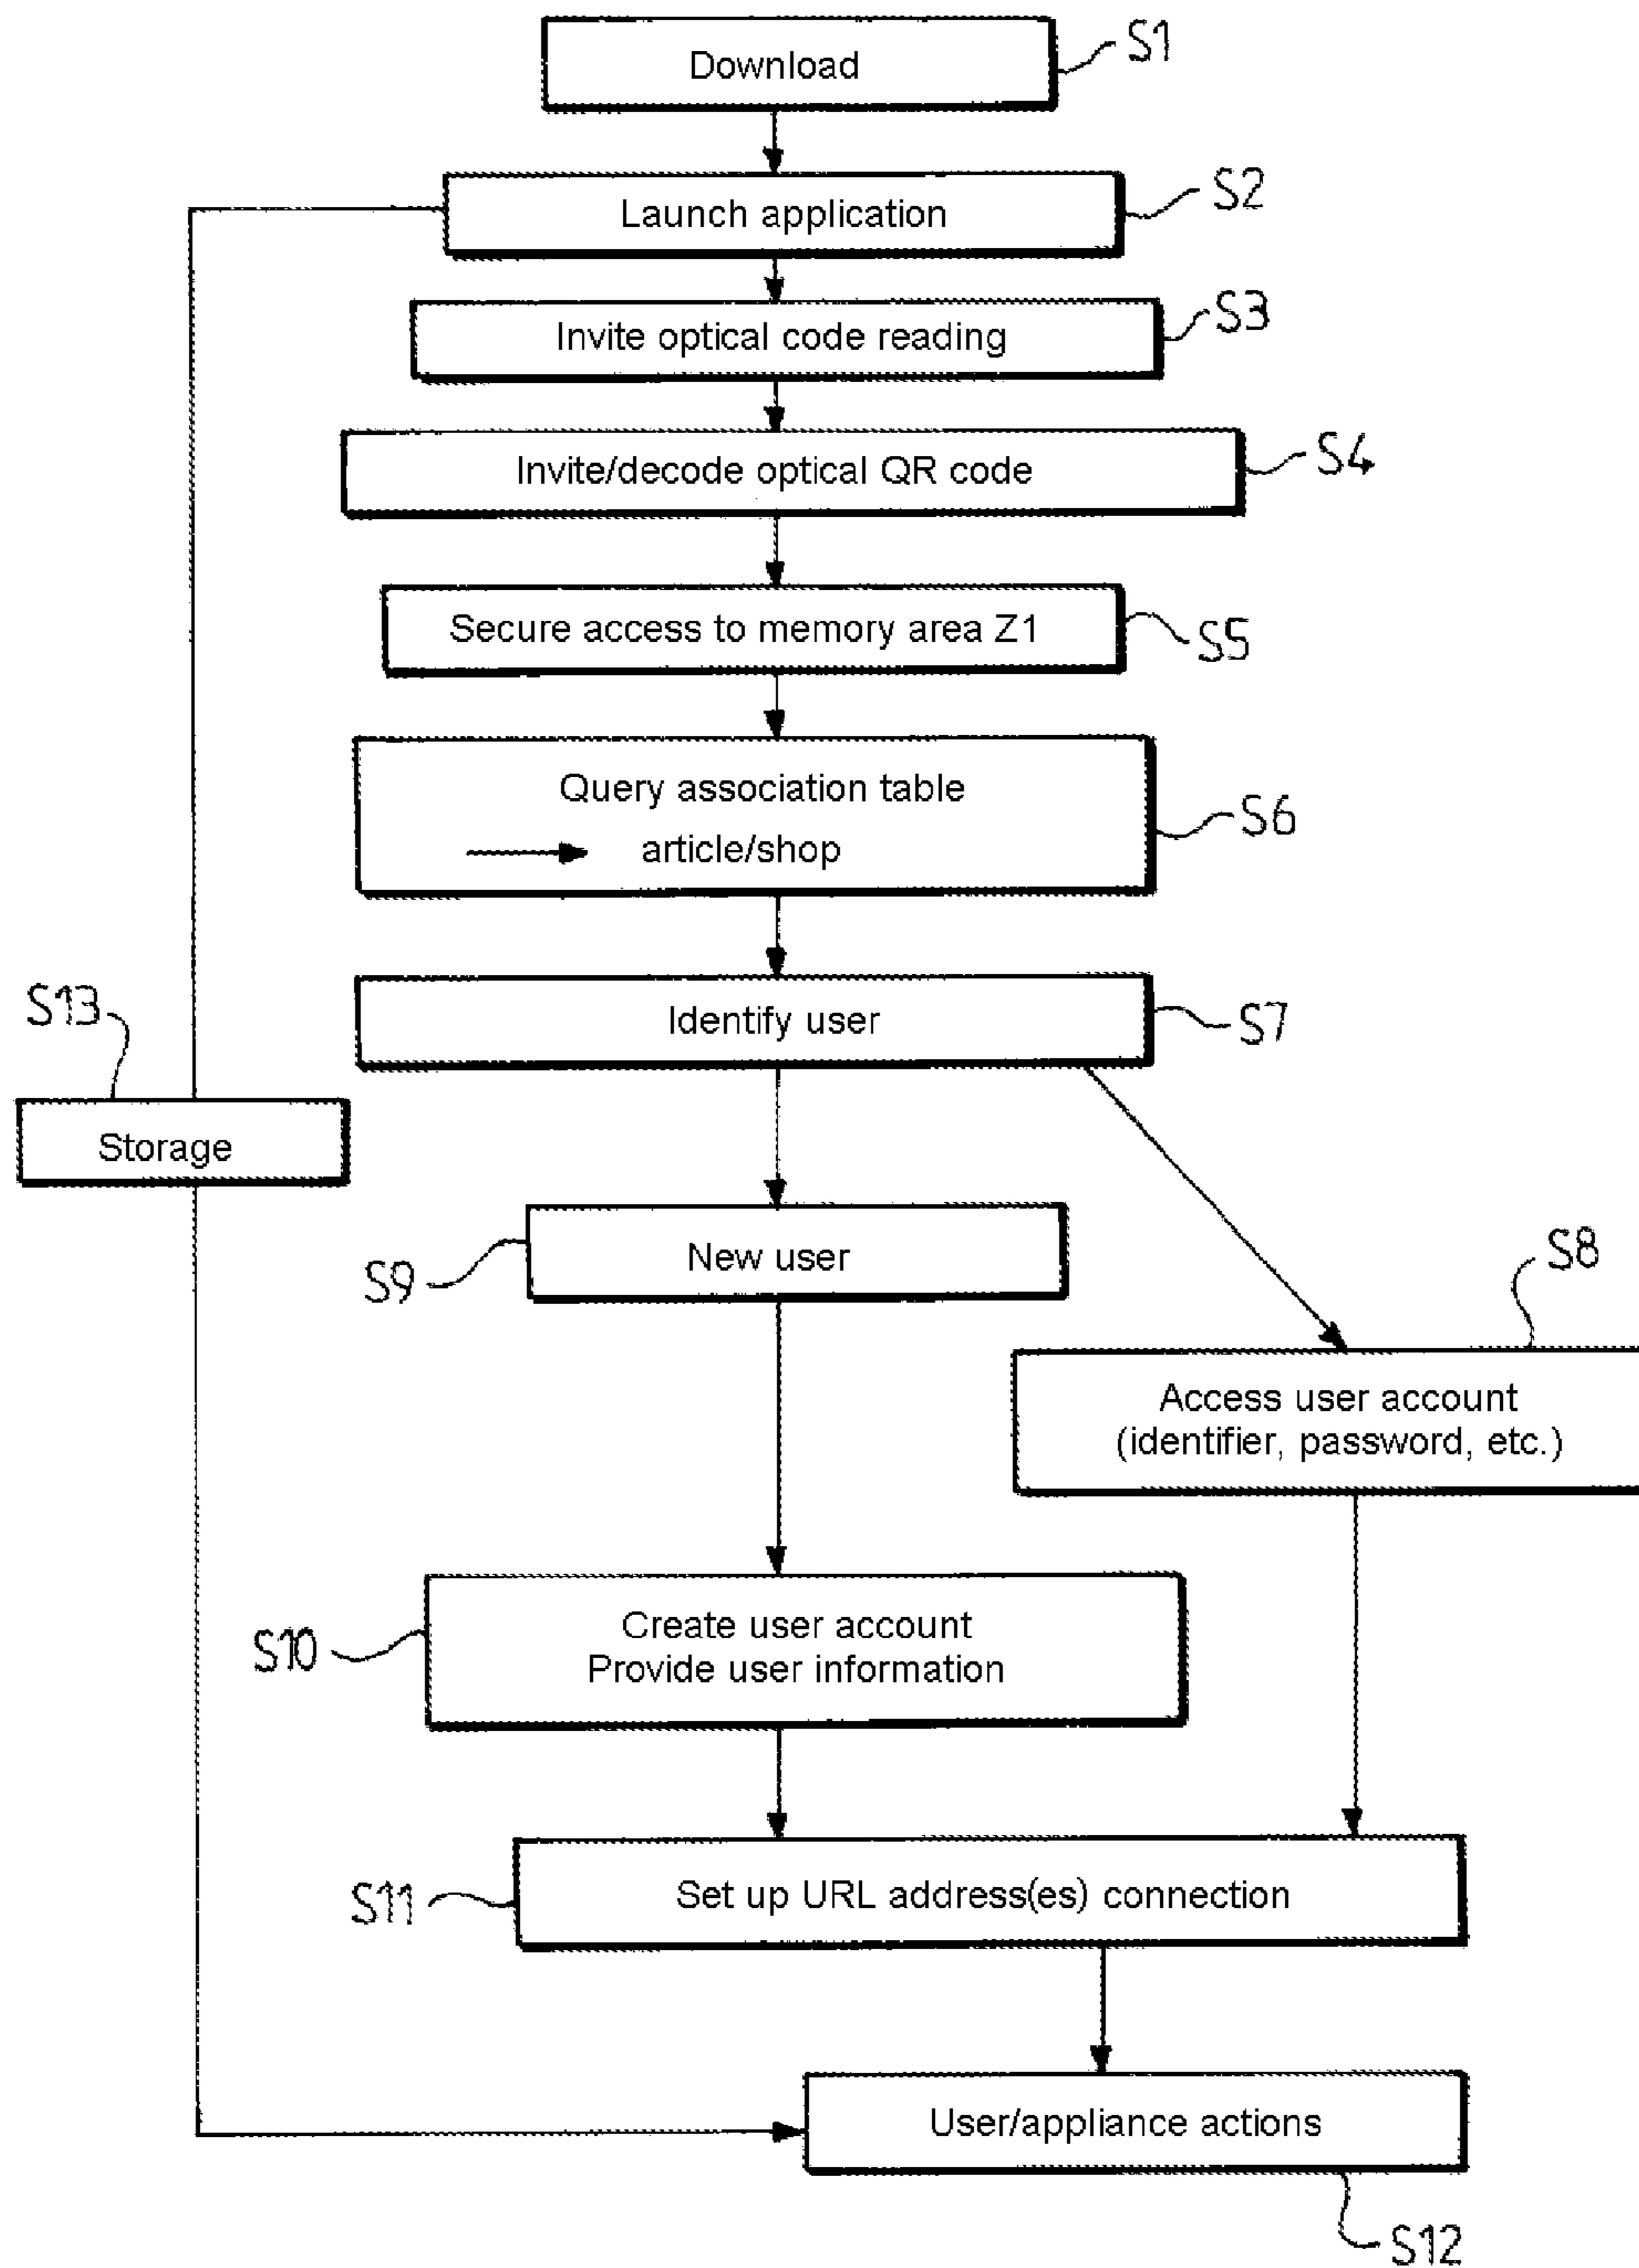 Download
S1
Launch application
S2
Invite optical code reading
S3
Invite/decode optical QR code
S4
Secure access to memory area Z1
S5
Query association table
article/shop
S6
Identify user
S7
S13
Storage
New user
S9
S8
Access user account
(identifier, password, etc.)
Create user account
Provide user information
S10
Set up URL address(es) connection
S11
User/appliance actions
S12